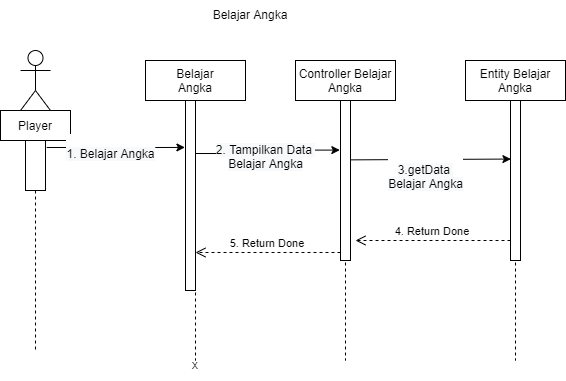 Belajar Angka
Belajar
Angka
Controller Belajar
Angka
Entity Belajar
Angka
Player
1. Belajar Angka
2. Tampilkan Data
Belajar Angka
3.getData
Belajar Angka
4. Return Done
5. Return Done
X